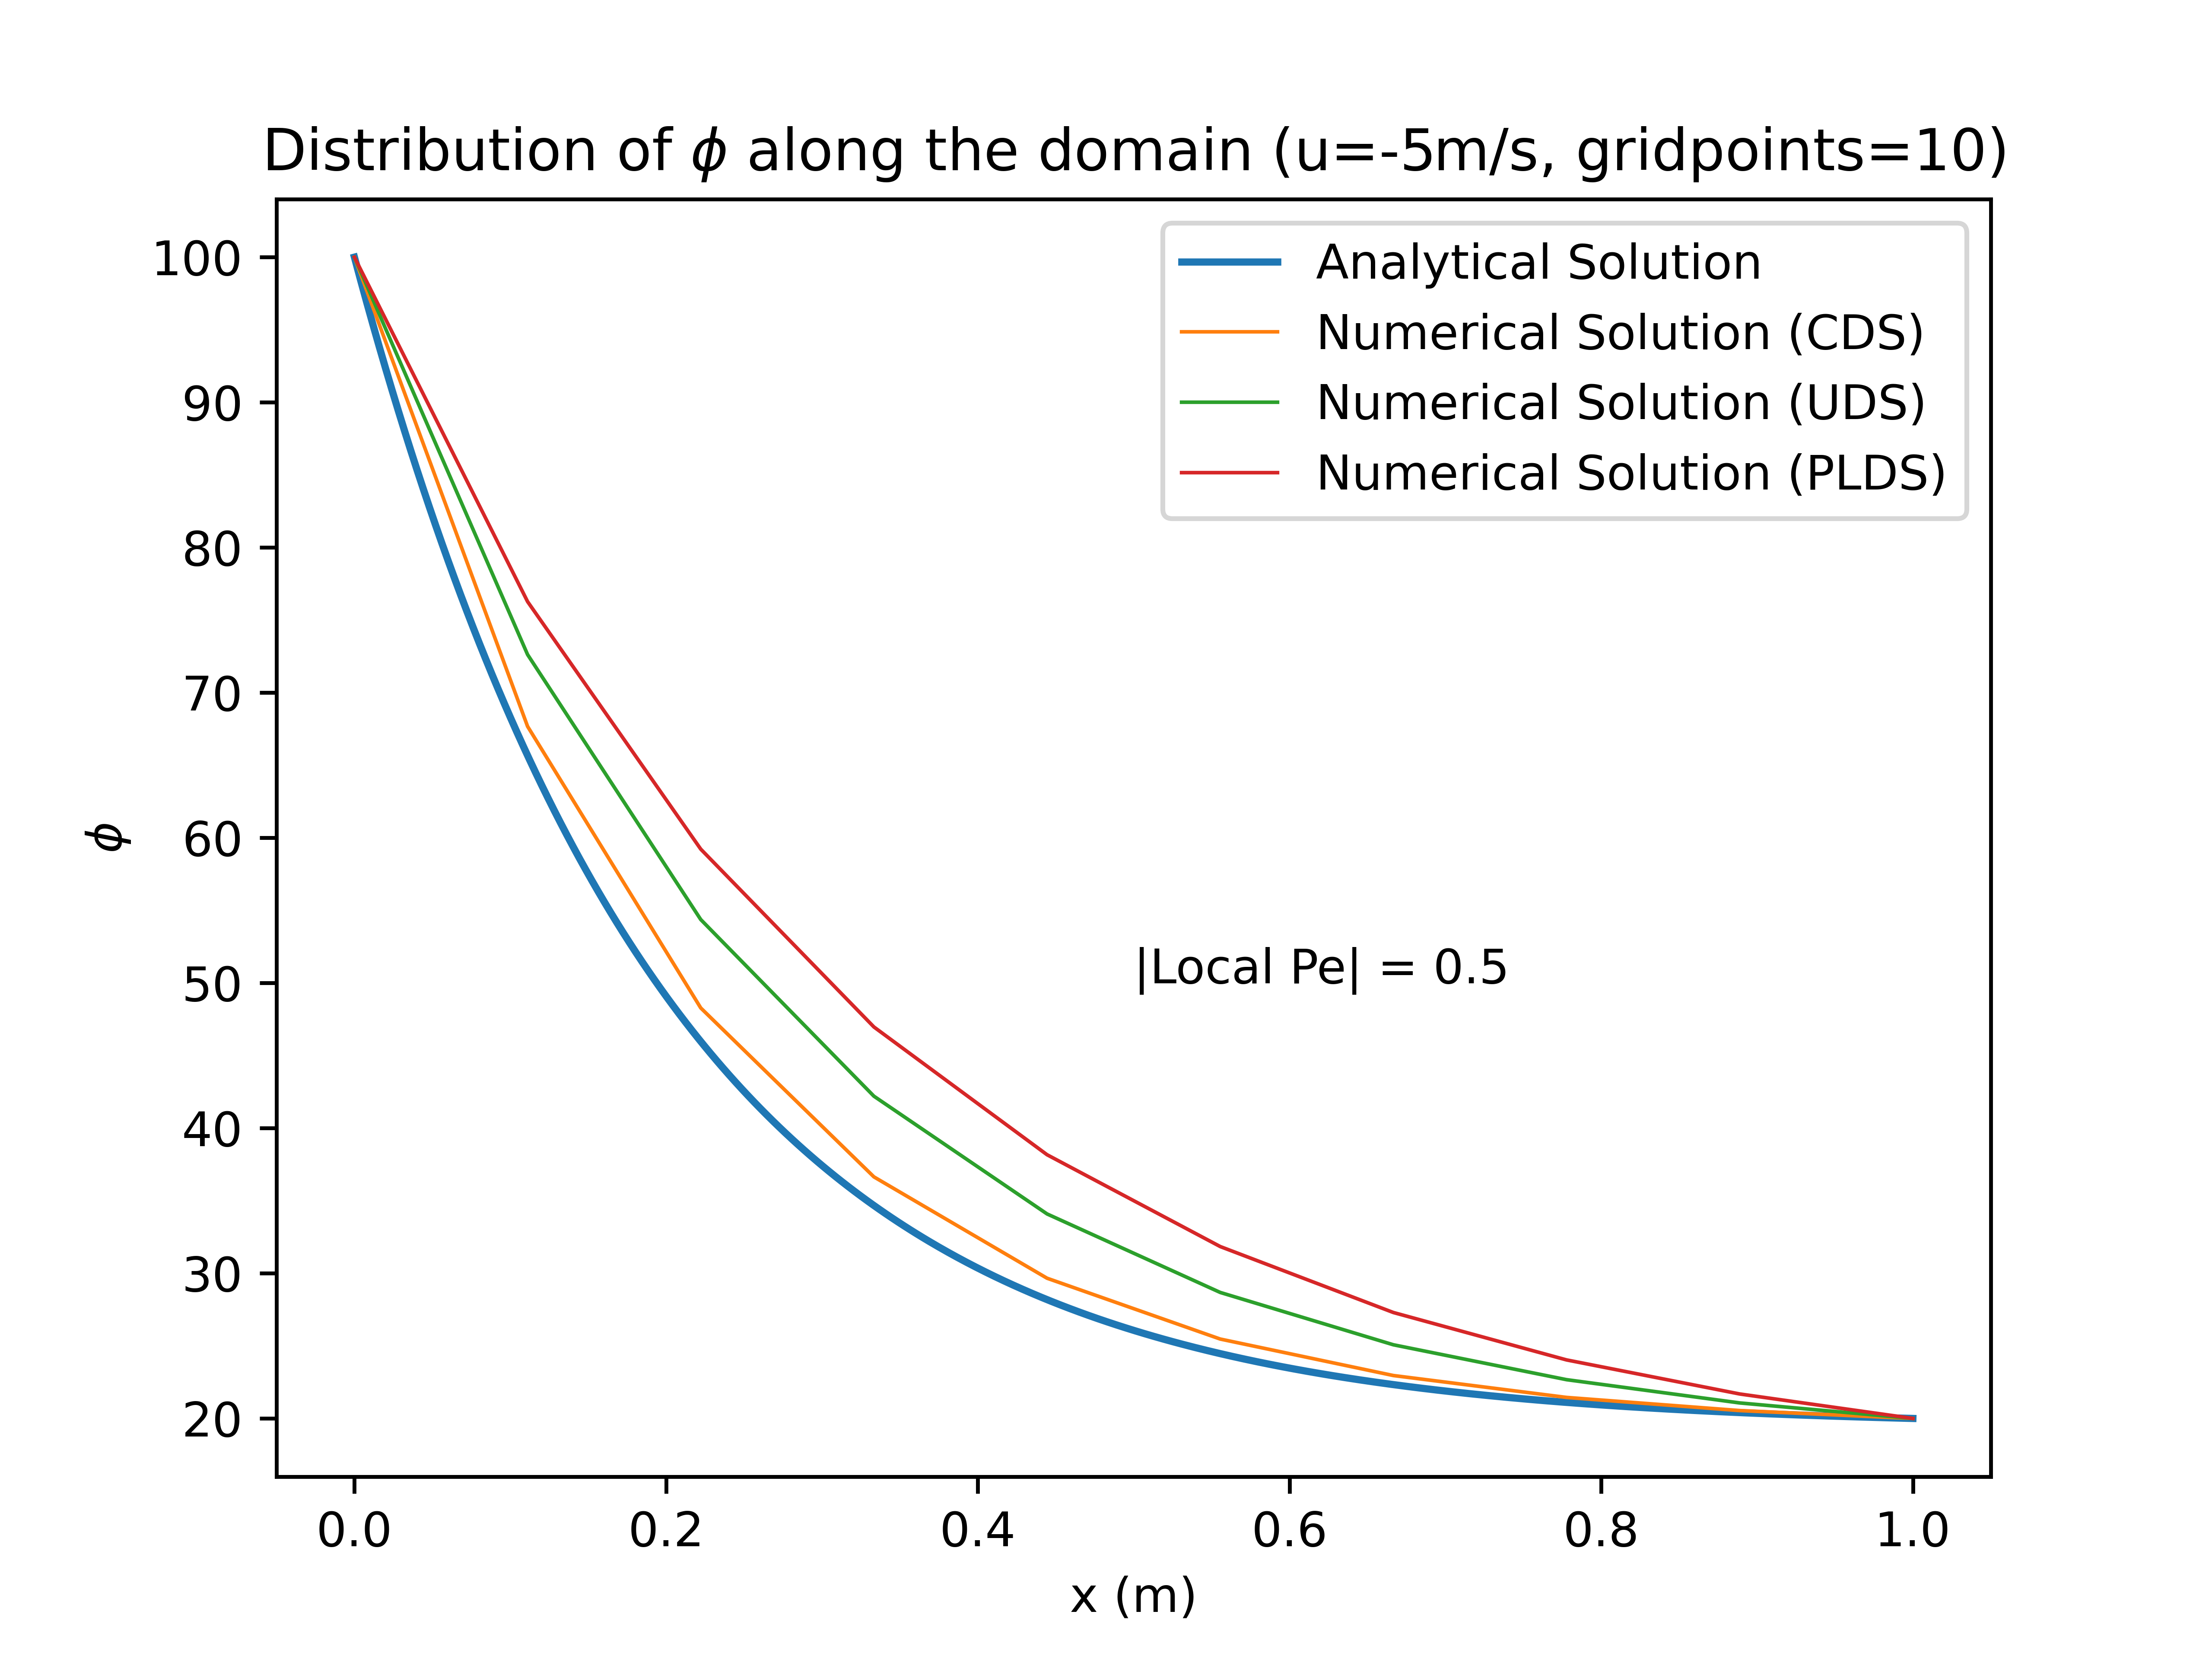 Distribution of ϕ along the domain (u=-5m/s, gridpoints=10)
Analytical Solution
Numerical Solution (CDS)
Numerical Solution (UDS)
Numerical Solution (PLDS)
100
90
80
70
60
50
40
30
20
ϕ
|Local Pe| = 0.5
0.0 0.2 0.4 0.6 0.8 1.0
x (m)